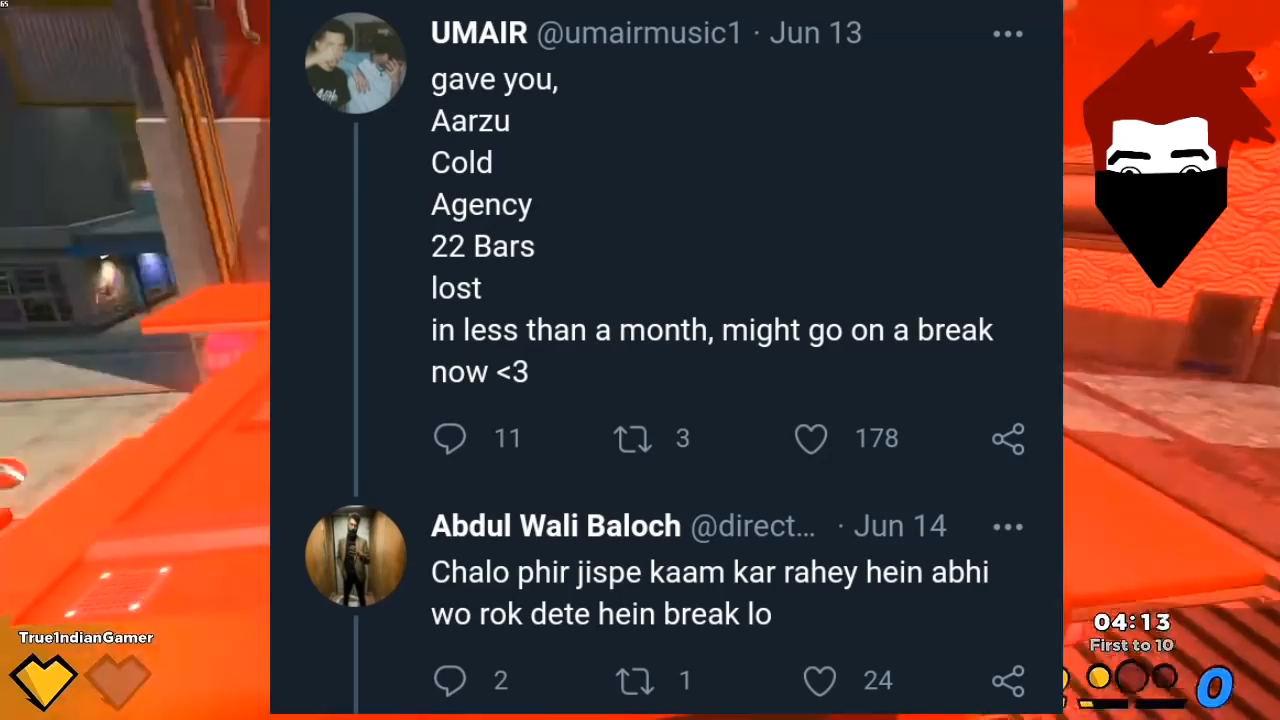 65
UMAIR @umairmusic1 · Jun 13
gave you,
Aarzu
Cold
Agency
22 Bars
lost
in less than a month, might go on a break
now <3
11 3 178
Abdul Wali Baloch @direct... · Jun 14
Chalo phir jispe kaam kar rahey hein abhi
wo rok dete hein break lo
2 1 24
True1ndianGamer
04:13
First to 10
0